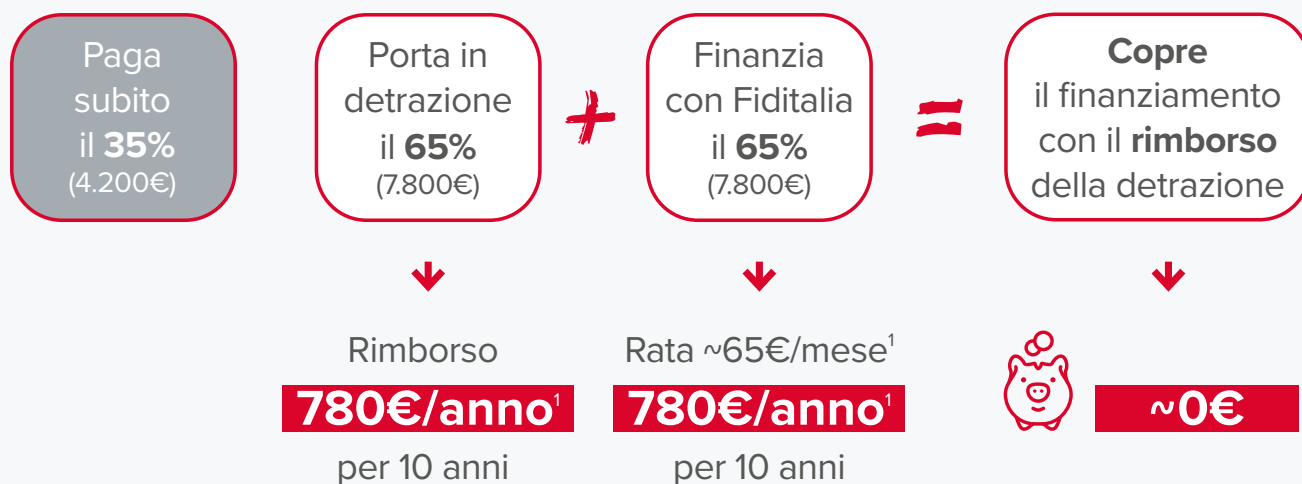 Paga
subito
il 35%
(4.200€)
Porta in
detrazione
il 65%
(7.800€)
+
Finanzia
con Fiditalia
il 65%
(7.800€)
=
Copre
il finanziamento
con il rimborso
della detrazione
Rimborso
780€/anno¹
per 10 anni
Rata ~65€/mese¹
780€/anno¹
per 10 anni
~0€